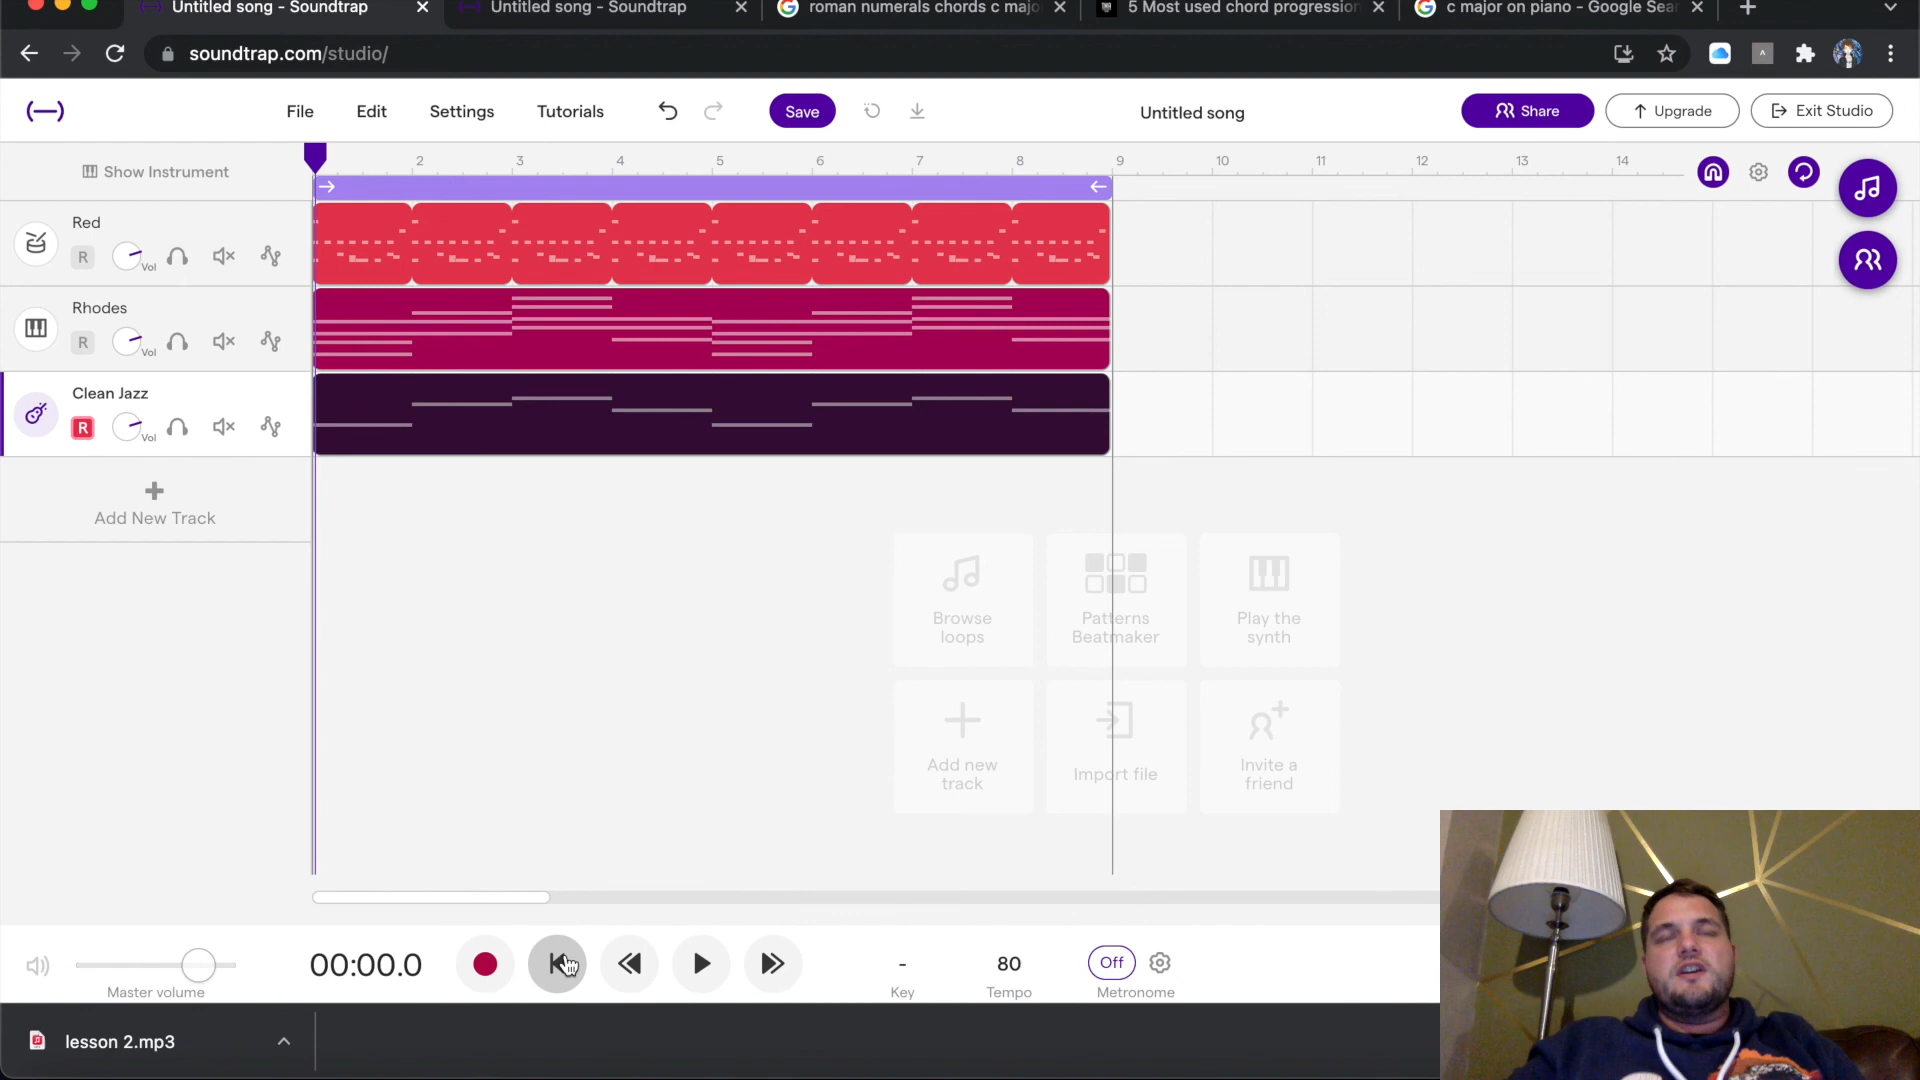 Untitled song - Soundtrap
Untitled song - Soundtrap
roman numerals chords c majo
5 Most used chord progression
c major on piano - Google Sear
soundtrap.com/studio/
File
Edit
Settings
Tutorials
Save
Untitled song
Share
Upgrade
Exit Studio
Show Instrument
2
3
4
5
6
7
8
9
10
11
12
13
14
Red
R
Vol
Rhodes
R
Vol
Clean Jazz
R
Vol
Add New Track
Browse
loops
Patterns
Beatmaker
Play the
synth
Add new
track
Import file
Invite a
friend
Master volume
00:00.0
-
Key
80
Tempo
Off
Metronome
lesson 2.mp3